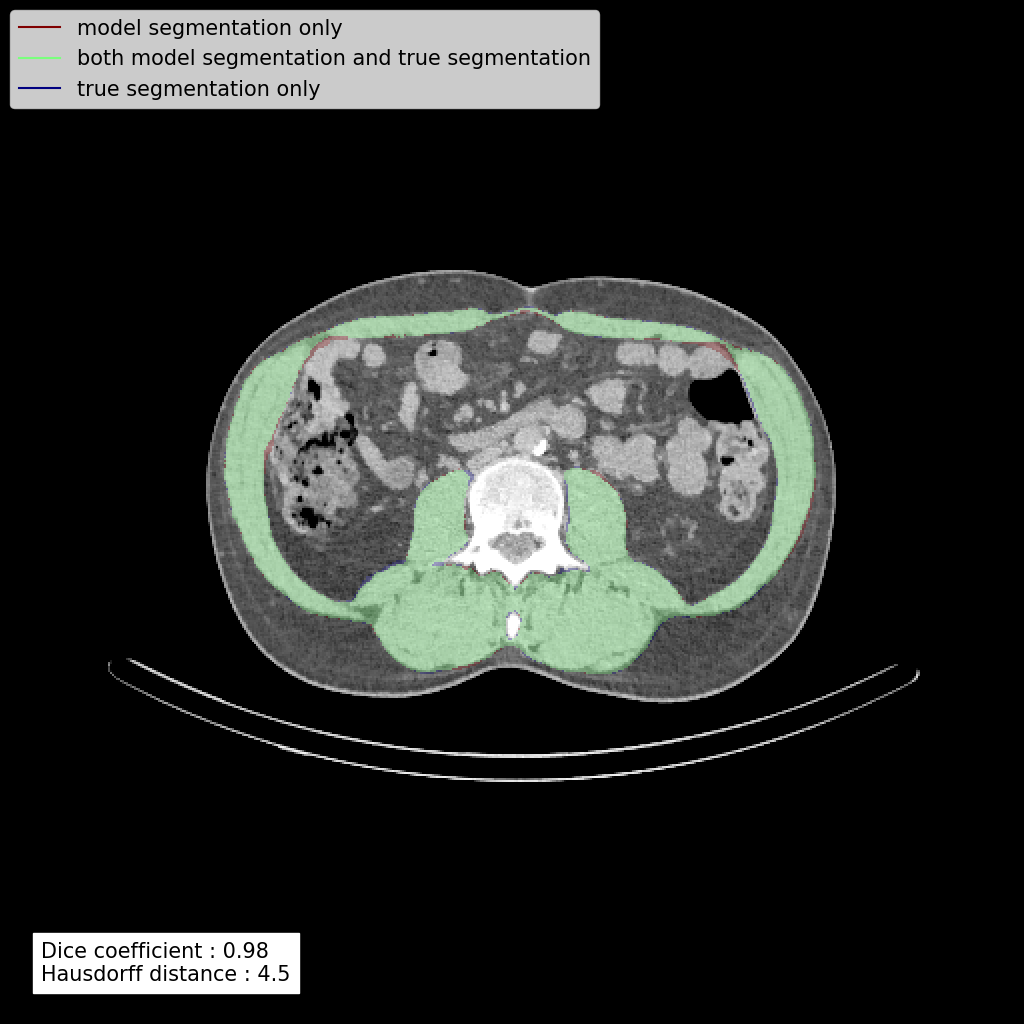 model segmentation only
both model segmentation and true segmentation
true segmentation only
Dice coefficient : 0.98
Hausdorff distance : 4.5